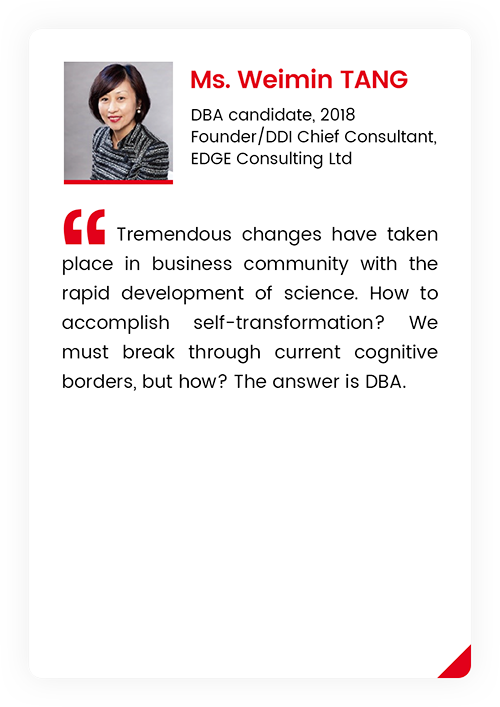 Ms. Weimin TANG
DBA candidate, 2018
Founder/DDI Chief Consultant,
EDGE Consulting Ltd
“ Tremendous changes have taken
place in business community with the
rapid development of science. How to
accomplish self-transformation? We
must break through current cognitive
borders, but how? The answer is DBA.